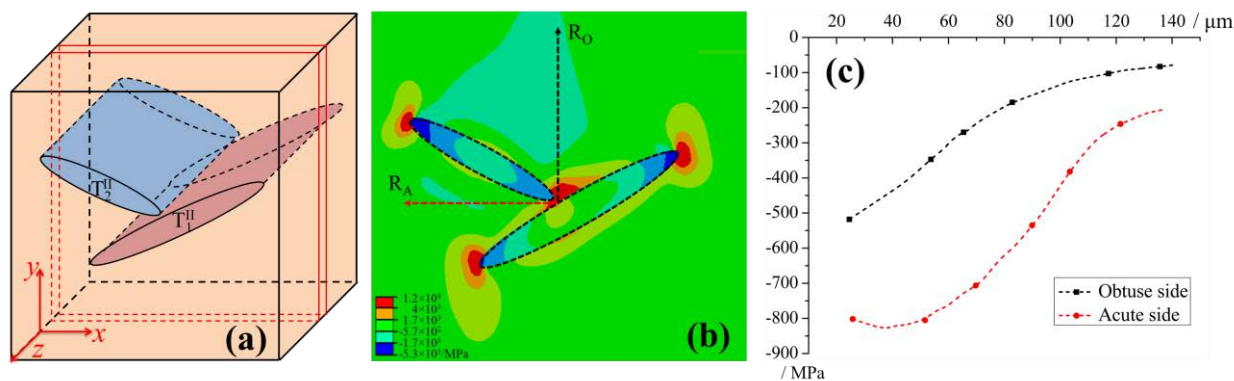 T₂ᴵᴵ
T₁ᴵᴵ
y
x
z
(a)
R_O
R_A
1.2×10⁴
4×10³
1.7×10³
-5.7×10²
-1.7×10³
-5.3×10³/MPa
(b)
20 40 60 80 100 120 140 / μm
0
-100
-200
-300
-400
-500
-600
-700
-800
-900
/ MPa
(c)
Obtuse side
Acute side